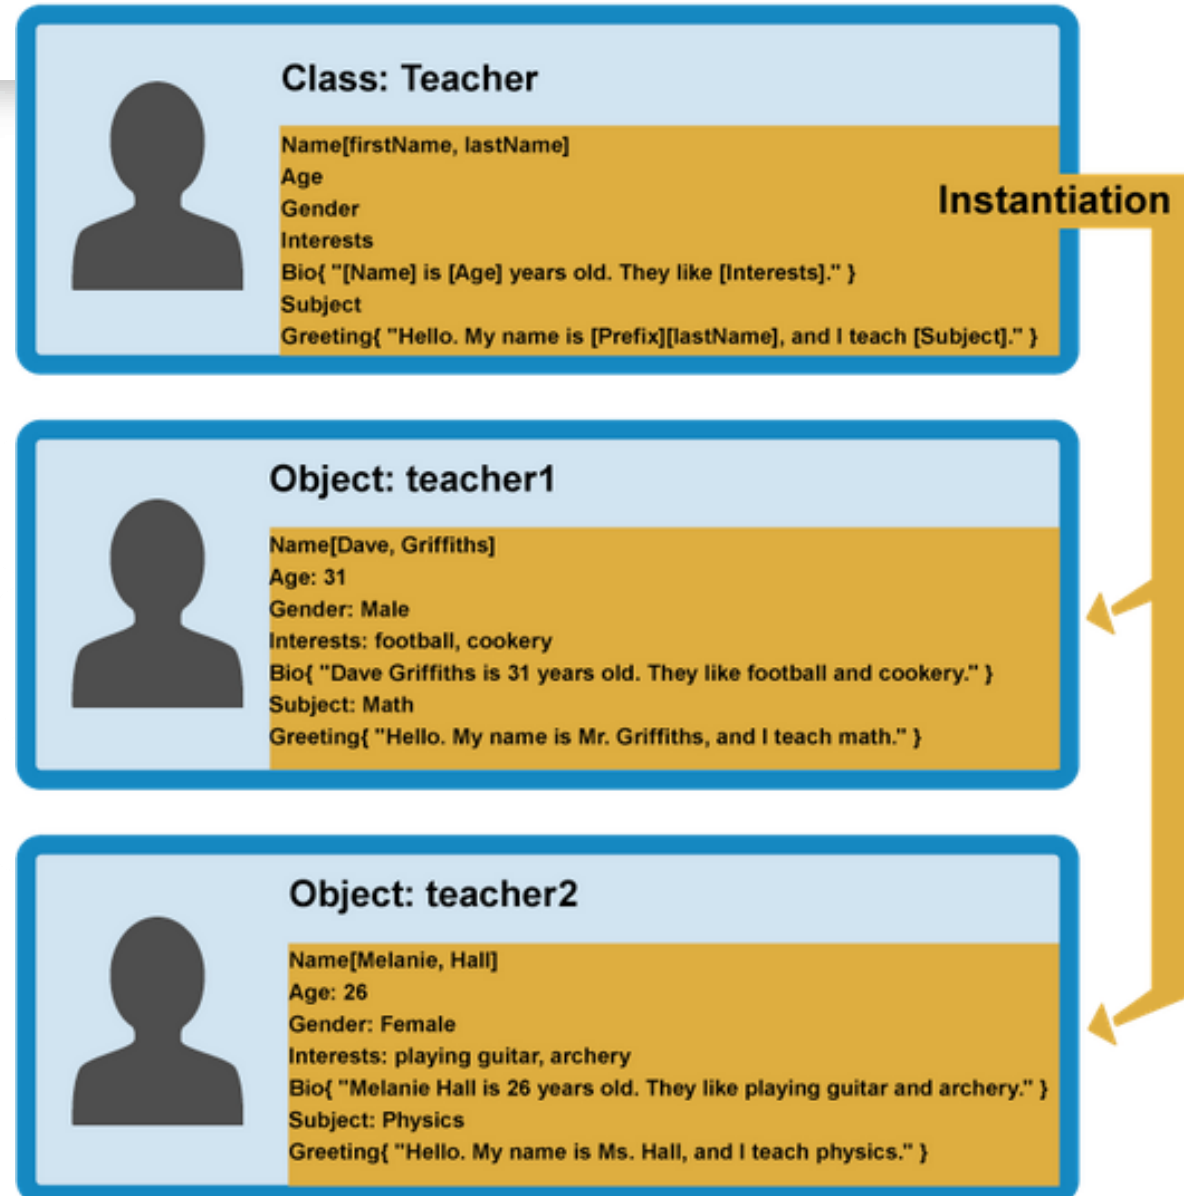 Class: Teacher
Name[firstName, lastName]
Age
Instantiation
Gender
Interests
Bio{ "[Name] is [Age] years old. They like [Interests]." }
Subject
Greeting{ "Hello. My name is [Prefix][lastName], and I teach [Subject]." }
Object: teacher1
Name[Dave, Griffiths]
Age: 31
Gender: Male
Interests: football, cookery
Bio{ "Dave Griffiths is 31 years old. They like football and cookery." }
Subject: Math
Greeting{ "Hello. My name is Mr. Griffiths, and I teach math." }
Object: teacher2
Name[Melanie, Hall]
Age: 26
Gender: Female
Interests: playing guitar, archery
Bio{ "Melanie Hall is 26 years old. They like playing guitar and archery." }
Subject: Physics
Greeting{ "Hello. My name is Ms. Hall, and I teach physics." }